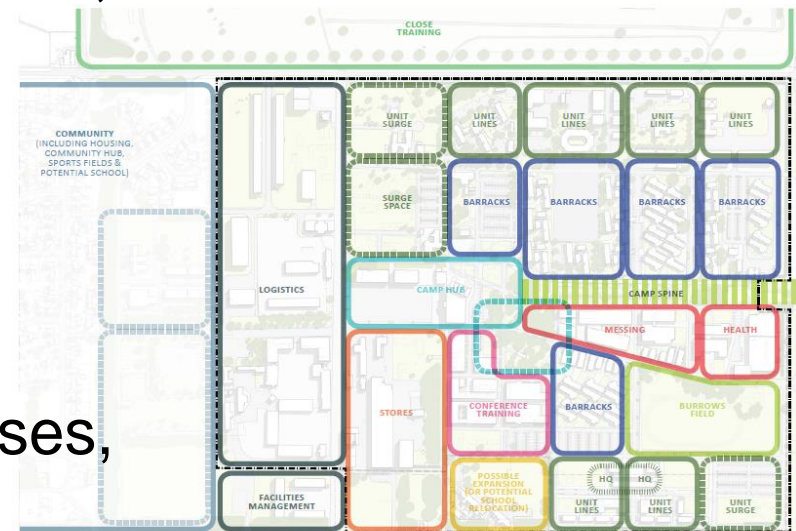 CLOSE
TRAINING
COMMUNITY
(INCLUDING HOUSING,
COMMUNITY HUB,
SPORTS FIELDS &
POTENTIAL SCHOOL)
UNIT
SURGE
UNIT
LINES
UNIT
LINES
UNIT
LINES
UNIT
LINES
SURGE
SPACE
BARRACKS
BARRACKS
BARRACKS
BARRACKS
LOGISTICS
CAMP HUB
CAMP SPINE
MESSING
HEALTH
STORES
CONFERENCE
TRAINING
BARRACKS
BURROWS
FIELD
ses,
FACILITIES
MANAGEMENT
POSSIBLE
EXPANSION
(OR POTENTIAL
SCHOOL
RELOCATION)
HQ
HQ
UNIT
LINES
UNIT
LINES
UNIT
SURGE